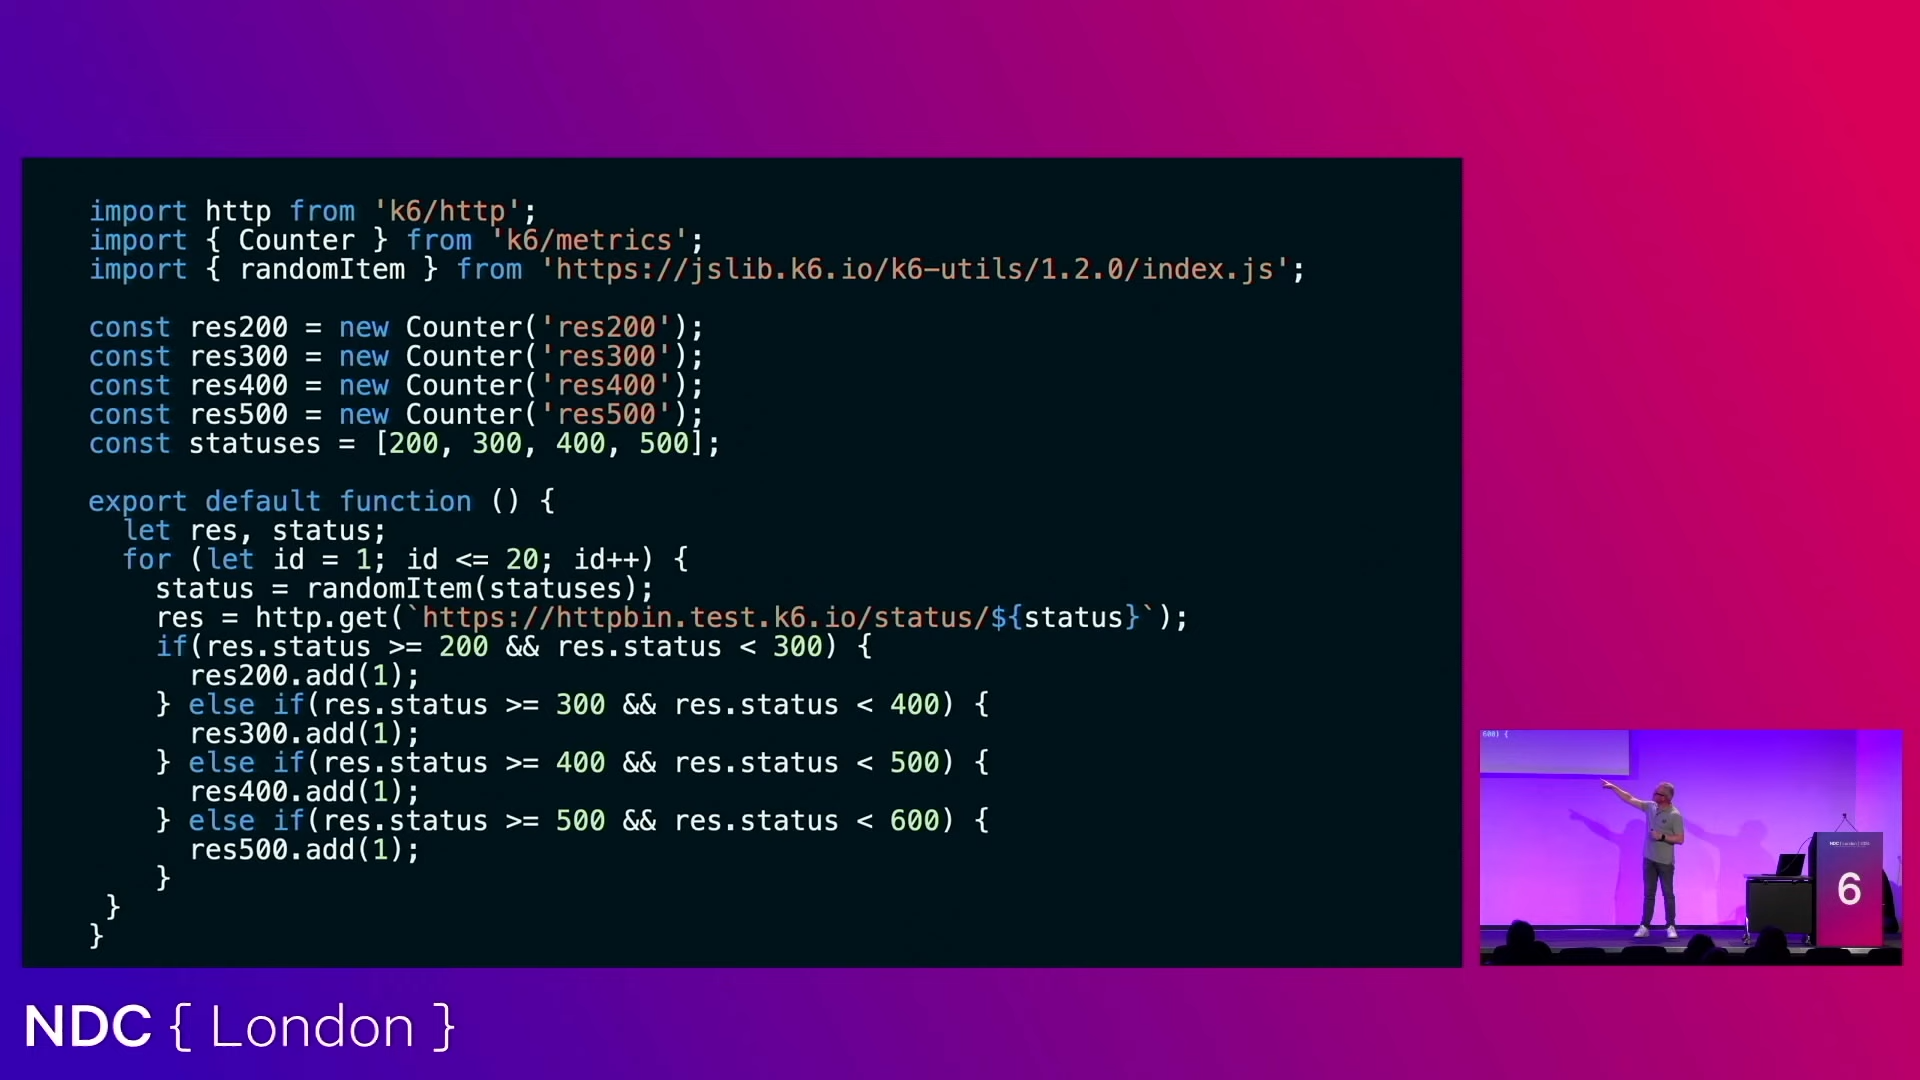 import http from 'k6/http';
import { Counter } from 'k6/metrics';
import { randomItem } from 'https://jslib.k6.io/k6-utils/1.2.0/index.js';
const res200 = new Counter('res200');
const res300 = new Counter('res300');
const res400 = new Counter('res400');
const res500 = new Counter('res500');
const statuses = [200, 300, 400, 500];
export default function () {
let res, status;
for (let id = 1; id <= 20; id++) {
status = randomItem(statuses);
res = http.get(`https://httpbin.test.k6.io/status/${status}`);
if(res.status >= 200 && res.status < 300) {
res200.add(1);
} else if(res.status >= 300 && res.status < 400) {
res300.add(1);
} else if(res.status >= 400 && res.status < 500) {
res400.add(1);
} else if(res.status >= 500 && res.status < 600) {
res500.add(1);
}
}
}
600) {
6
NDC { London }